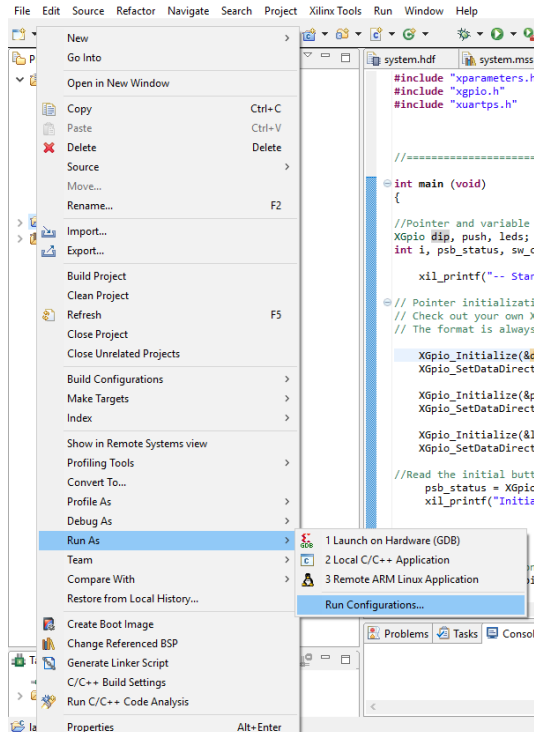 File Edit Source Refactor Navigate Search Project Xilinx Tools Run Window Help
New
Go Into
Open in New Window
Copy Ctrl+C
Paste Ctrl+V
Delete Delete
Source
Move...
Rename... F2
Import...
Export...
Build Project
Clean Project
Refresh F5
Close Project
Close Unrelated Projects
Build Configurations
Make Targets
Index
Show in Remote Systems view
Profiling Tools
Convert To...
Profile As
Debug As
Run As
Team
Compare With
Restore from Local History...
Create Boot Image
Change Referenced BSP
Generate Linker Script
C/C++ Build Settings
Run C/C++ Code Analysis
Properties Alt+Enter
GDB 1 Launch on Hardware (GDB)
2 Local C/C++ Application
3 Remote ARM Linux Application
Run Configurations...
system.hdf system.mss
#include "xparameters.h
#include "xgpio.h"
#include "xuartps.h"
//====================
int main (void)
{
//Pointer and variable
XGpio dip, push, leds;
int i, psb_status, sw_
xil_printf("-- Star
// Pointer initializati
// Check out your own X
// The format is always
XGpio_Initialize(&d
XGpio_SetDataDirect
XGpio_Initialize(&p
XGpio_SetDataDirect
XGpio_Initialize(&l
XGpio_SetDataDirect
//Read the initial butt
psb_status = XGpio
xil_printf("Initia
Problems Tasks Consol